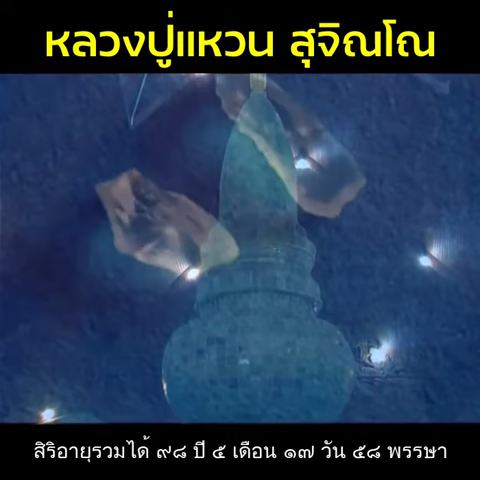 หลวงปู่แหวน สุจิณโณ
สิริอายุรวมได้ ๙๘ ปี ๕ เดือน ๑๗ วัน ๕๘ พรรษา